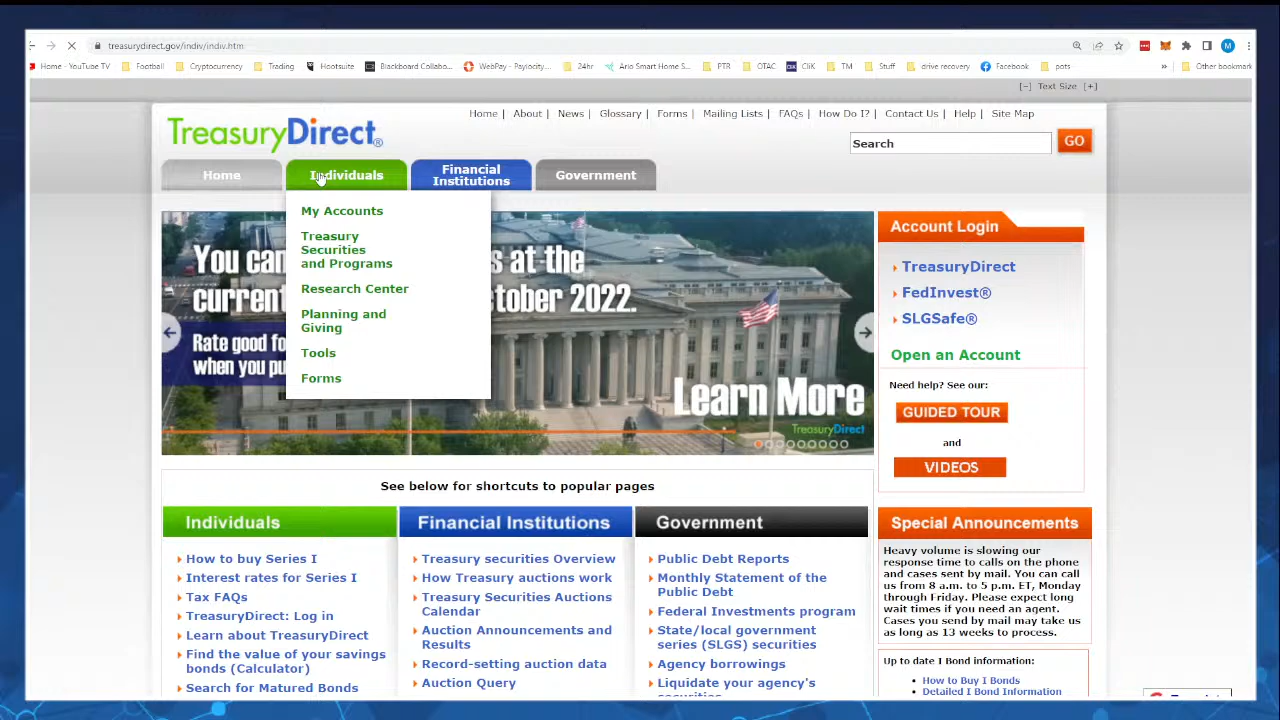 treasurydirect.gov/indiv/indiv.htm
M
Home - YouTube TV Football Cryptocurrency Trading Hootsuite Blackboard Collabo... WebPay - Paylocity... 24hr Ario Smart Home S... PTR OTAC CliK TM Stuff drive recovery Facebook pots » Other bookmark
[−] Text Size [+]
Home | About | News | Glossary | Forms | Mailing Lists | FAQs | How Do I? | Contact Us | Help | Site Map
TreasuryDirect®
Search GO
Home Individuals Financial Institutions Government
My Accounts
Treasury
Securities
and Programs
Research Center
Planning and
Giving
Tools
Forms
You can s at the
current tober 2022.
Rate good fo
when you pu
Learn More
TreasuryDirect
Account Login
TreasuryDirect
FedInvest®
SLGSafe®
Open an Account
Need help? See our:
GUIDED TOUR
and
VIDEOS
See below for shortcuts to popular pages
Individuals
How to buy Series I
Interest rates for Series I
Tax FAQs
TreasuryDirect: Log in
Learn about TreasuryDirect
Find the value of your savings
bonds (Calculator)
Search for Matured Bonds
Financial Institutions
Treasury securities Overview
How Treasury auctions work
Treasury Securities Auctions
Calendar
Auction Announcements and
Results
Record-setting auction data
Auction Query
Government
Public Debt Reports
Monthly Statement of the
Public Debt
Federal Investments program
State/local government
series (SLGS) securities
Agency borrowings
Liquidate your agency's
securities
Special Announcements
Heavy volume is slowing our
response time to calls on the phone
and cases sent by mail. You can call
us from 8 a.m. to 5 p.m. ET, Monday
through Friday. Please expect long
wait times if you need an agent.
Cases you send by mail may take us
as long as 13 weeks to process.
Up to date I Bond information:
How to Buy I Bonds
Detailed I Bond Information